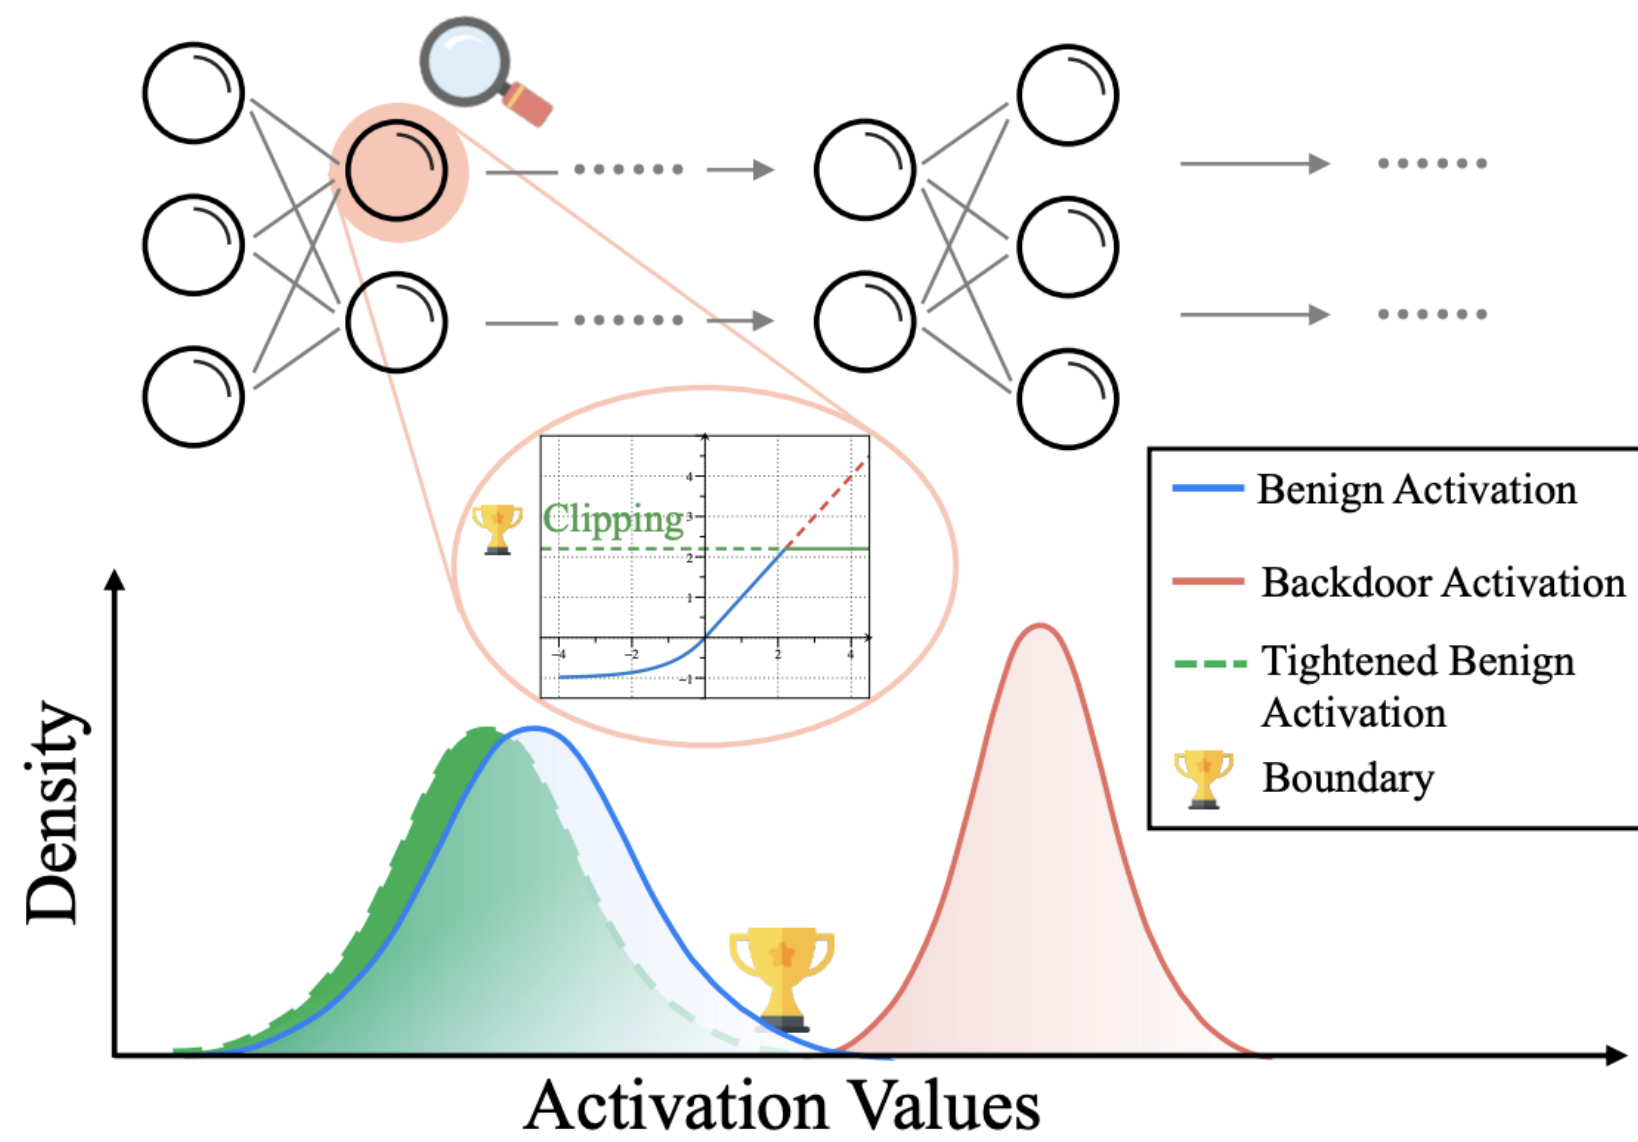 Clipping
4
3
2
1
-1
-4
-2
2
4
Benign Activation
Backdoor Activation
Tightened Benign
Activation
Boundary
Density
Activation Values